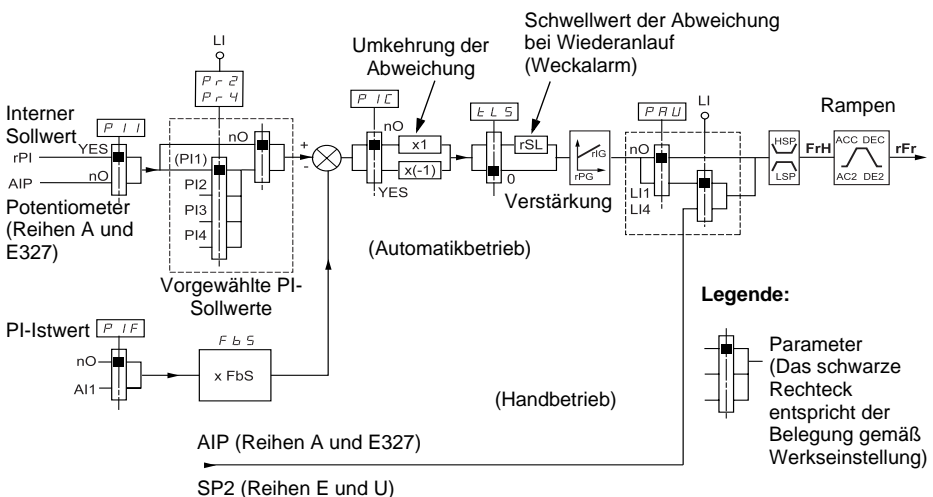 Schwellwert der Abweichung
bei Wiederanlauf
(Weckalarm)
Umkehrung der
Abweichung
LI
Pr2
Pr4
Interner
Sollwert
PII
YES
rPI
nO
AIP
Potentiometer
(Reihen A und
E327)
nO
(PI1)
PI2
PI3
PI4
Vorgewählte PI-
Sollwerte
+
-
PIC
nO
x1
x(-1)
YES
tLS
rSL
0
rIG
rPG
Verstärkung
PAU
LI
nO
LI1
LI4
Rampen
HSP
LSP
FrH
ACC DEC
AC2 DE2
rFr
(Automatikbetrieb)
PI-Istwert
PIF
nO
AI1
FbS
x FbS
(Handbetrieb)
AIP (Reihen A und E327)
SP2 (Reihen E und U)
Legende:
Parameter
(Das schwarze
Rechteck
entspricht der
Belegung gemäß
Werkseinstellung)